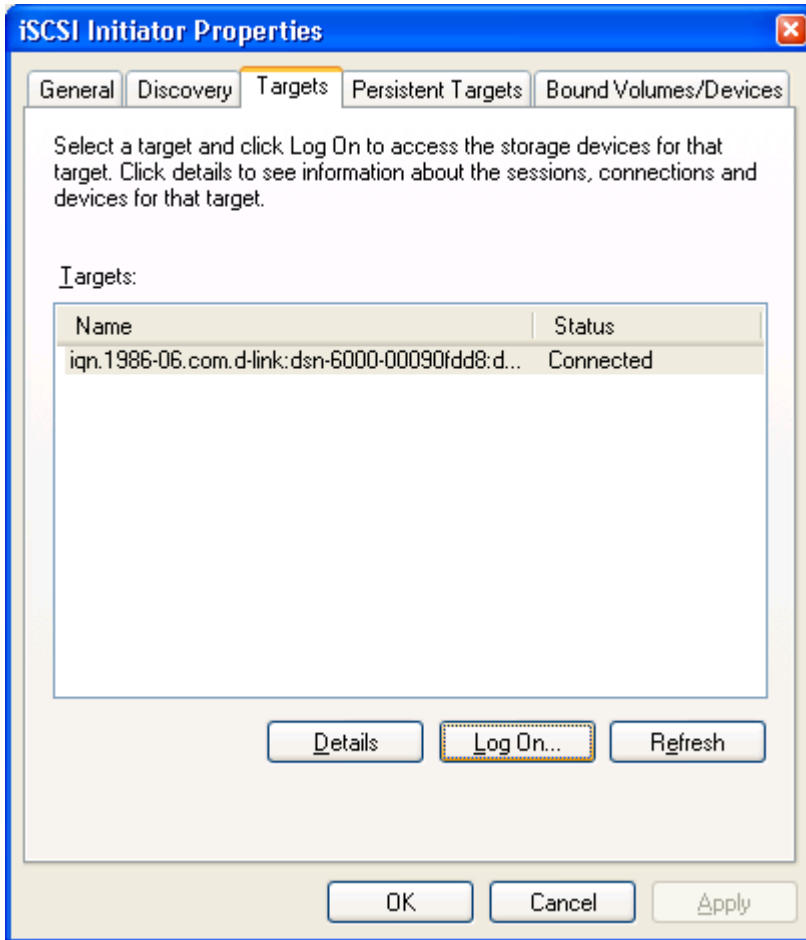 iSCSI Initiator Properties
General Discovery Targets Persistent Targets Bound Volumes/Devices
Select a target and click Log On to access the storage devices for that
target. Click details to see information about the sessions, connections and
devices for that target.
Targets:
Name Status
iqn.1986-06.com.d-link:dsn-6000-00090fdd8:d... Connected
Details Log On... Refresh
OK Cancel Apply